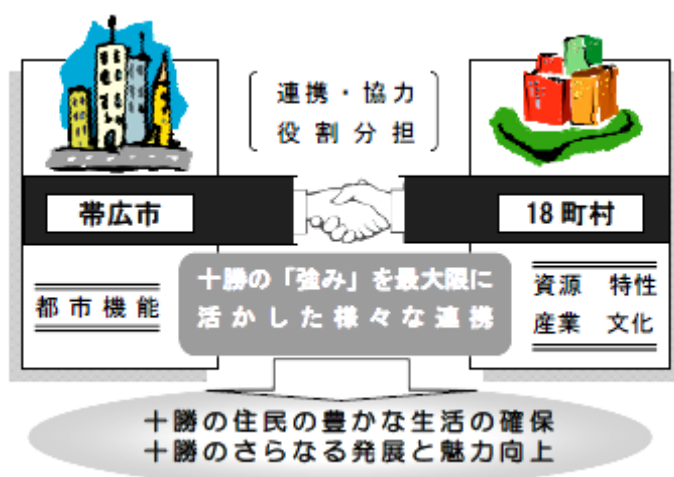 連携・協力
役割分担
帯広市
18町村
都市機能
十勝の「強み」を最大限に
活かした様々な連携
資源　特性
産業　文化
十勝の住民の豊かな生活の確保
十勝のさらなる発展と魅力向上